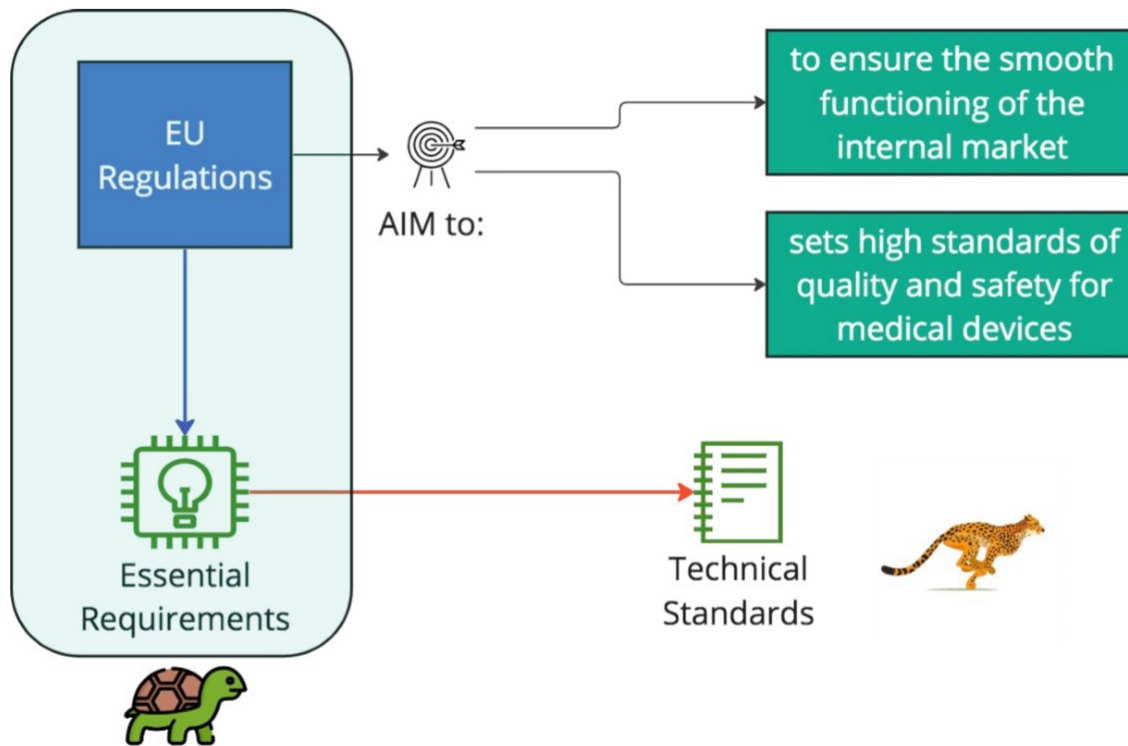 EU
Regulations
AIM to:
to ensure the smooth
functioning of the
internal market
sets high standards of
quality and safety for
medical devices
Essential
Requirements
Technical
Standards